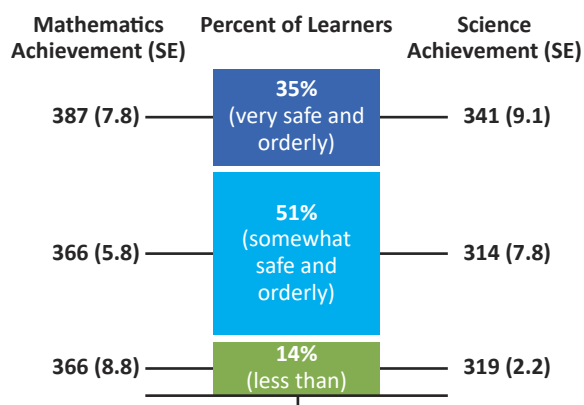 Mathematics
Achievement (SE)
Percent of Learners
Science
Achievement (SE)
387 (7.8)
35%
(very safe and
orderly)
341 (9.1)
366 (5.8)
51%
(somewhat
safe and
orderly)
314 (7.8)
366 (8.8)
14%
(less than)
319 (2.2)